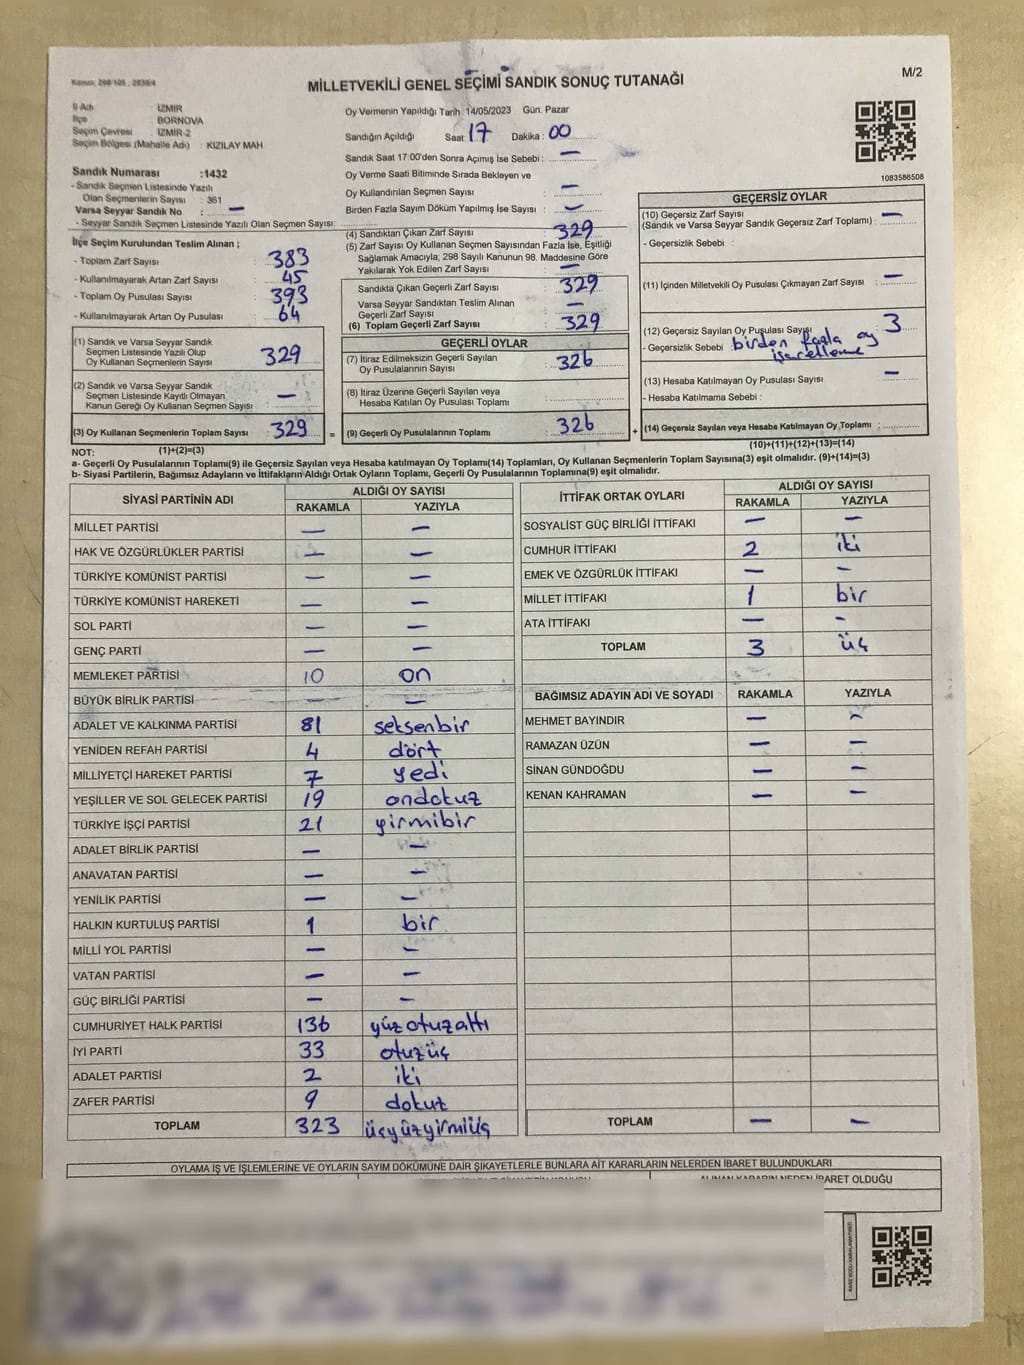 Kanun; 298/105 , 2839/4
MİLLETVEKİLİ GENEL SEÇİMİ SANDIK SONUÇ TUTANAĞI
M/2
İl Adı : İZMİR
İlçe : BORNOVA
Seçim Çevresi : İZMİR-2
Seçim Bölgesi (Mahalle Adı) : KIZILAY MAH
Oy Vermenin Yapıldığı Tarih : 14/05/2023 Gün: Pazar
Sandığın Açıldığı Saat : 17 Dakika : 00
Sandık Saat 17:00'den Sonra Açımış İse Sebebi : —
Oy Verme Saati Bitiminde Sırada Bekleyen ve
Oy Kullandırılan Seçmen Sayısı : —
Birden Fazla Sayım Döküm Yapılmış İse Sayısı : —
Sandık Numarası :1432
- Sandık Seçmen Listesinde Yazılı
Olan Seçmenlerin Sayısı : 361
Varsa Seyyar Sandık No : —
- Seyyar Sandık Seçmen Listesinde Yazılı Olan Seçmen Sayısı:
İlçe Seçim Kurulundan Teslim Alınan ;
- Toplam Zarf Sayısı : 383
- Kullanılmayarak Artan Zarf Sayısı : 45
- Toplam Oy Pusulası Sayısı : 393
- Kullanılmayarak Artan Oy Pusulası : 64
(1) Sandık ve Varsa Seyyar Sandık
Seçmen Listesinde Yazılı Olup
Oy Kullanan Seçmenlerin Sayısı : 329
(2) Sandık ve Varsa Seyyar Sandık
Seçmen Listesinde Kaydı Olmayan
Kanun Gereği Oy Kullanan Seçmen Sayısı : —
(3) Oy Kullanan Seçmenlerin Toplam Sayısı : 329
(1)+(2)=(3)
(4) Sandıktan Çıkan Zarf Sayısı : 329
(5) Zarf Sayısı Oy Kullanan Seçmen Sayısından Fazla İse, Eşitliği
Sağlamak Amacıyla; 298 Sayılı Kanunun 98. Maddesine Göre
Yakılarak Yok Edilen Zarf Sayısı : —
Sandıkta Çıkan Geçerli Zarf Sayısı : 329
Varsa Seyyar Sandıktan Teslim Alınan
Geçerli Zarf Sayısı : —
(6) Toplam Geçerli Zarf Sayısı : 329
GEÇERLİ OYLAR
(7) İtiraz Edilmeksizin Geçerli Sayılan
Oy Pusulalarının Sayısı : 326
(8) İtiraz Üzerine Geçerli Sayılan veya
Hesaba Katılan Oy Pusulası Toplamı :
= (9) Geçerli Oy Pusulalarının Toplamı : 326 +
1083586508
GEÇERSİZ OYLAR
(10) Geçersiz Zarf Sayısı
(Sandık ve Varsa Seyyar Sandık Geçersiz Zarf Toplamı) : —
- Geçersizlik Sebebi :
(11) İçinden Milletvekili Oy Pusulası Çıkmayan Zarf Sayısı : —
(12) Geçersiz Sayılan Oy Pusulası Sayısı : 3
- Geçersizlik Sebebi : birden fazla oy
işaretleme
(13) Hesaba Katılmayan Oy Pusulası Sayısı : —
- Hesaba Katılmama Sebebi :
(14) Geçersiz Sayılan veya Hesaba Katılmayan Oy Toplamı :
(10)+(11)+(12)+(13)=(14)
NOT:
a- Geçerli Oy Pusulalarının Toplamı(9) ile Geçersiz Sayılan veya Hesaba katılmayan Oy Toplamı(14) Toplamları, Oy Kullanan Seçmenlerin Toplam Sayısına(3) eşit olmalıdır. (9)+(14)=(3)
b- Siyasi Partilerin, Bağımsız Adayların ve İttifakların Aldığı Ortak Oyların Toplamı, Geçerli Oy Pusulalarının Toplamına(9) eşit olmalıdır.
SİYASİ PARTİNİN ADI ALDIĞI OY SAYISI
RAKAMLA YAZIYLA
MİLLET PARTİSİ — —
HAK VE ÖZGÜRLÜKLER PARTİSİ — —
TÜRKİYE KOMÜNİST PARTİSİ — —
TÜRKİYE KOMÜNİST HAREKETİ — —
SOL PARTİ — —
GENÇ PARTİ — —
MEMLEKET PARTİSİ 10 on
BÜYÜK BİRLİK PARTİSİ — —
ADALET VE KALKINMA PARTİSİ 81 seksenbir
YENİDEN REFAH PARTİSİ 4 dört
MİLLİYETÇİ HAREKET PARTİSİ 7 yedi
YEŞİLLER VE SOL GELECEK PARTİSİ 19 ondokuz
TÜRKİYE İŞÇİ PARTİSİ 21 yirmibir
ADALET BİRLİK PARTİSİ — —
ANAVATAN PARTİSİ — —
YENİLİK PARTİSİ — —
HALKIN KURTULUŞ PARTİSİ 1 bir
MİLLİ YOL PARTİSİ — —
VATAN PARTİSİ — —
GÜÇ BİRLİĞİ PARTİSİ — —
CUMHURİYET HALK PARTİSİ 136 yüzotuzaltı
İYİ PARTİ 33 otuzüç
ADALET PARTİSİ 2 iki
ZAFER PARTİSİ 9 dokuz
TOPLAM 323 üçyüzyirmiüç
İTTİFAK ORTAK OYLARI ALDIĞI OY SAYISI
RAKAMLA YAZIYLA
SOSYALİST GÜÇ BİRLİĞİ İTTİFAKI — —
CUMHUR İTTİFAKI 2 iki
EMEK VE ÖZGÜRLÜK İTTİFAKI — —
MİLLET İTTİFAKI 1 bir
ATA İTTİFAKI — —
TOPLAM 3 üç
BAĞIMSIZ ADAYIN ADI VE SOYADI RAKAMLA YAZIYLA
MEHMET BAYINDIR — —
RAMAZAN ÜZÜN — —
SİNAN GÜNDOĞDU — —
KENAN KAHRAMAN — —
TOPLAM — —
OYLAMA İŞ VE İŞLEMLERİNE VE OYLARIN SAYIM DÖKÜMÜNE DAİR ŞİKAYETLERLE BUNLARA AİT KARARLARIN NELERDEN İBARET BULUNDUKLARI
ALINAN KARARIN NEDEN İBARET OLDUĞU
KARE KODU KARALAMAYINIZ!